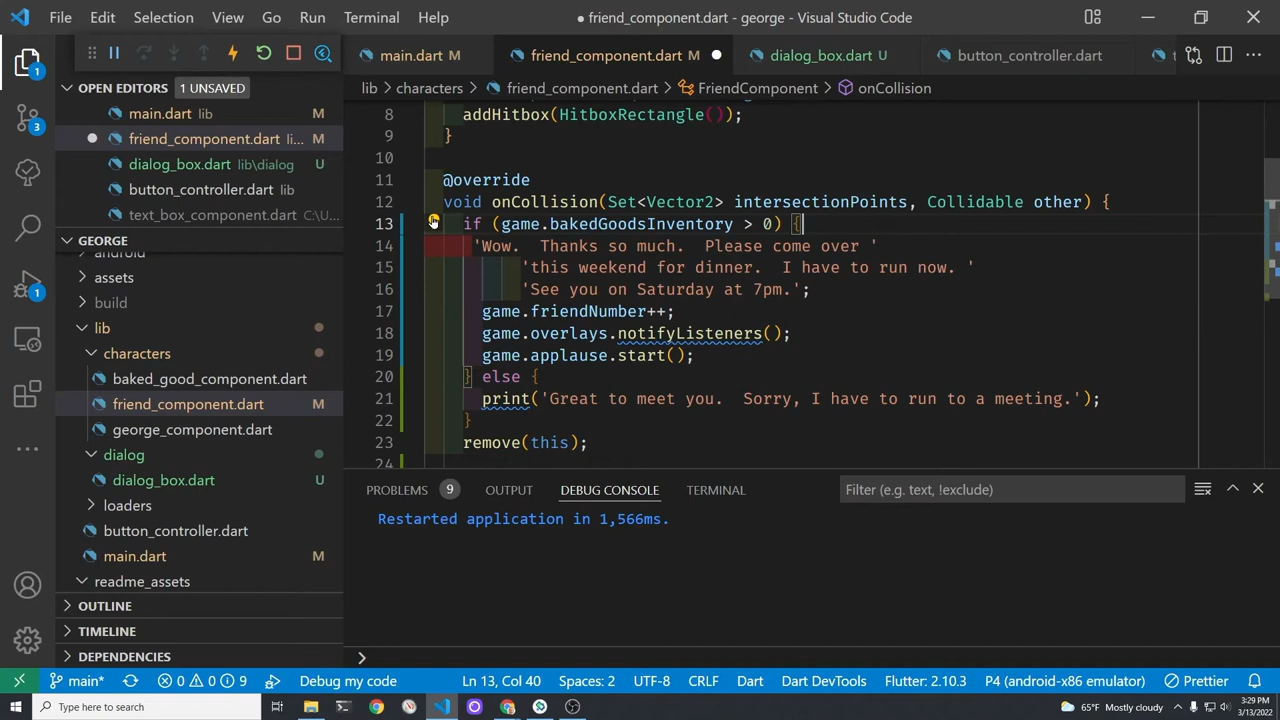 File Edit Selection View Go Run Terminal Help ● friend_component.dart - george - Visual Studio Code
main.dart M friend_component.dart M dialog_box.dart U button_controller.dart
OPEN EDITORS 1 UNSAVED
lib > characters > friend_component.dart > FriendComponent > onCollision
main.dart lib M
friend_component.dart li... M
dialog_box.dart lib\dialog U
button_controller.dart lib
text_box_component.dart C:\U...
GEORGE
android
assets
build
lib
characters
baked_good_component.dart
friend_component.dart M
george_component.dart
dialog
dialog_box.dart U
loaders
button_controller.dart
main.dart M
readme_assets
OUTLINE
TIMELINE
DEPENDENCIES
1
3
1
8 addHitbox(HitboxRectangle());
9 }
10
11 @override
12 void onCollision(Set<Vector2> intersectionPoints, Collidable other) {
13 if (game.bakedGoodsInventory > 0) {
14 'Wow.  Thanks so much.  Please come over '
15 'this weekend for dinner.  I have to run now. '
16 'See you on Saturday at 7pm.';
17 game.friendNumber++;
18 game.overlays.notifyListeners();
19 game.applause.start();
20 } else {
21 print('Great to meet you.  Sorry, I have to run to a meeting.');
22 }
23 remove(this);
24
PROBLEMS 9 OUTPUT DEBUG CONSOLE TERMINAL Filter (e.g. text, !exclude)
Restarted application in 1,566ms.
main* 0 0 9 Debug my code Ln 13, Col 40 Spaces: 2 UTF-8 CRLF Dart Dart DevTools Flutter: 2.10.3 P4 (android-x86 emulator) Prettier
Type here to search 65°F Mostly cloudy 3:29 PM
3/13/2022